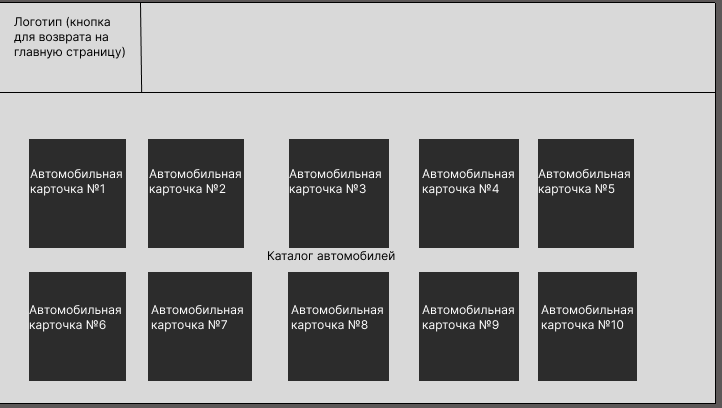 Логотип (кнопка
для возврата на
главную страницу)
Автомобильная
карточка №1
Автомобильная
карточка №2
Автомобильная
карточка №3
Автомобильная
карточка №4
Автомобильная
карточка №5
Каталог автомобилей
Автомобильная
карточка №6
Автомобильная
карточка №7
Автомобильная
карточка №8
Автомобильная
карточка №9
Автомобильная
карточка №10